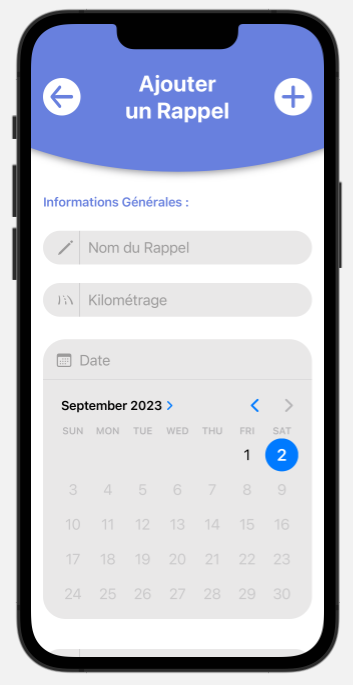 Ajouter
un Rappel
Informations Générales :
Nom du Rappel
Kilométrage
Date
September 2023
SUN MON TUE WED THU FRI SAT
1 2
3 4 5 6 7 8 9
10 11 12 13 14 15 16
17 18 19 20 21 22 23
24 25 26 27 28 29 30